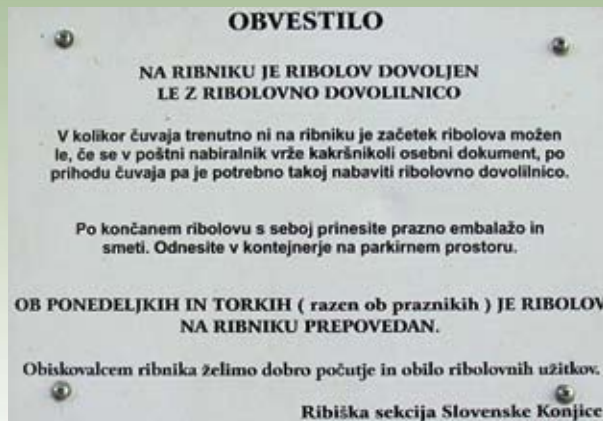 OBVESTILO
NA RIBNIKU JE RIBOLOV DOVOLJEN
LE Z RIBOLOVNO DOVOLILNICO
V kolikor čuvaja trenutno ni na ribniku je začetek ribolova možen
le, če se v poštni nabiralnik vrže kakršnikoli osebni dokument, po
prihodu čuvaja pa je potrebno takoj nabaviti ribolovno dovolilnico.
Po končanem ribolovu s seboj prinesite prazno embalažo in
smeti. Odnesite v kontejnerje na parkirnem prostoru.
OB PONEDELJKIH IN TORKIH ( razen ob praznikih ) JE RIBOLOV
NA RIBNIKU PREPOVEDAN.
Obiskovalcem ribnika želimo dobro počutje in obilo ribolovnih užitkov.
Ribiška sekcija Slovenske Konjice